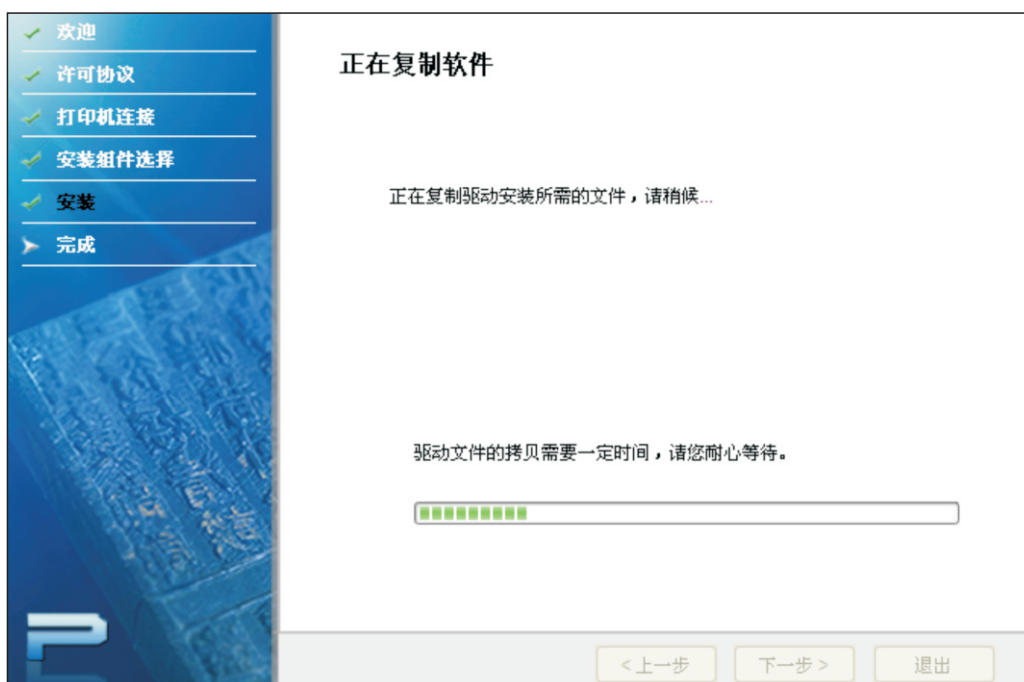 欢迎
许可协议
打印机连接
安装组件选择
安装
完成
正在复制软件
正在复制驱动安装所需的文件，请稍候...
驱动文件的拷贝需要一定时间，请您耐心等待。
<上一步
下一步>
退出